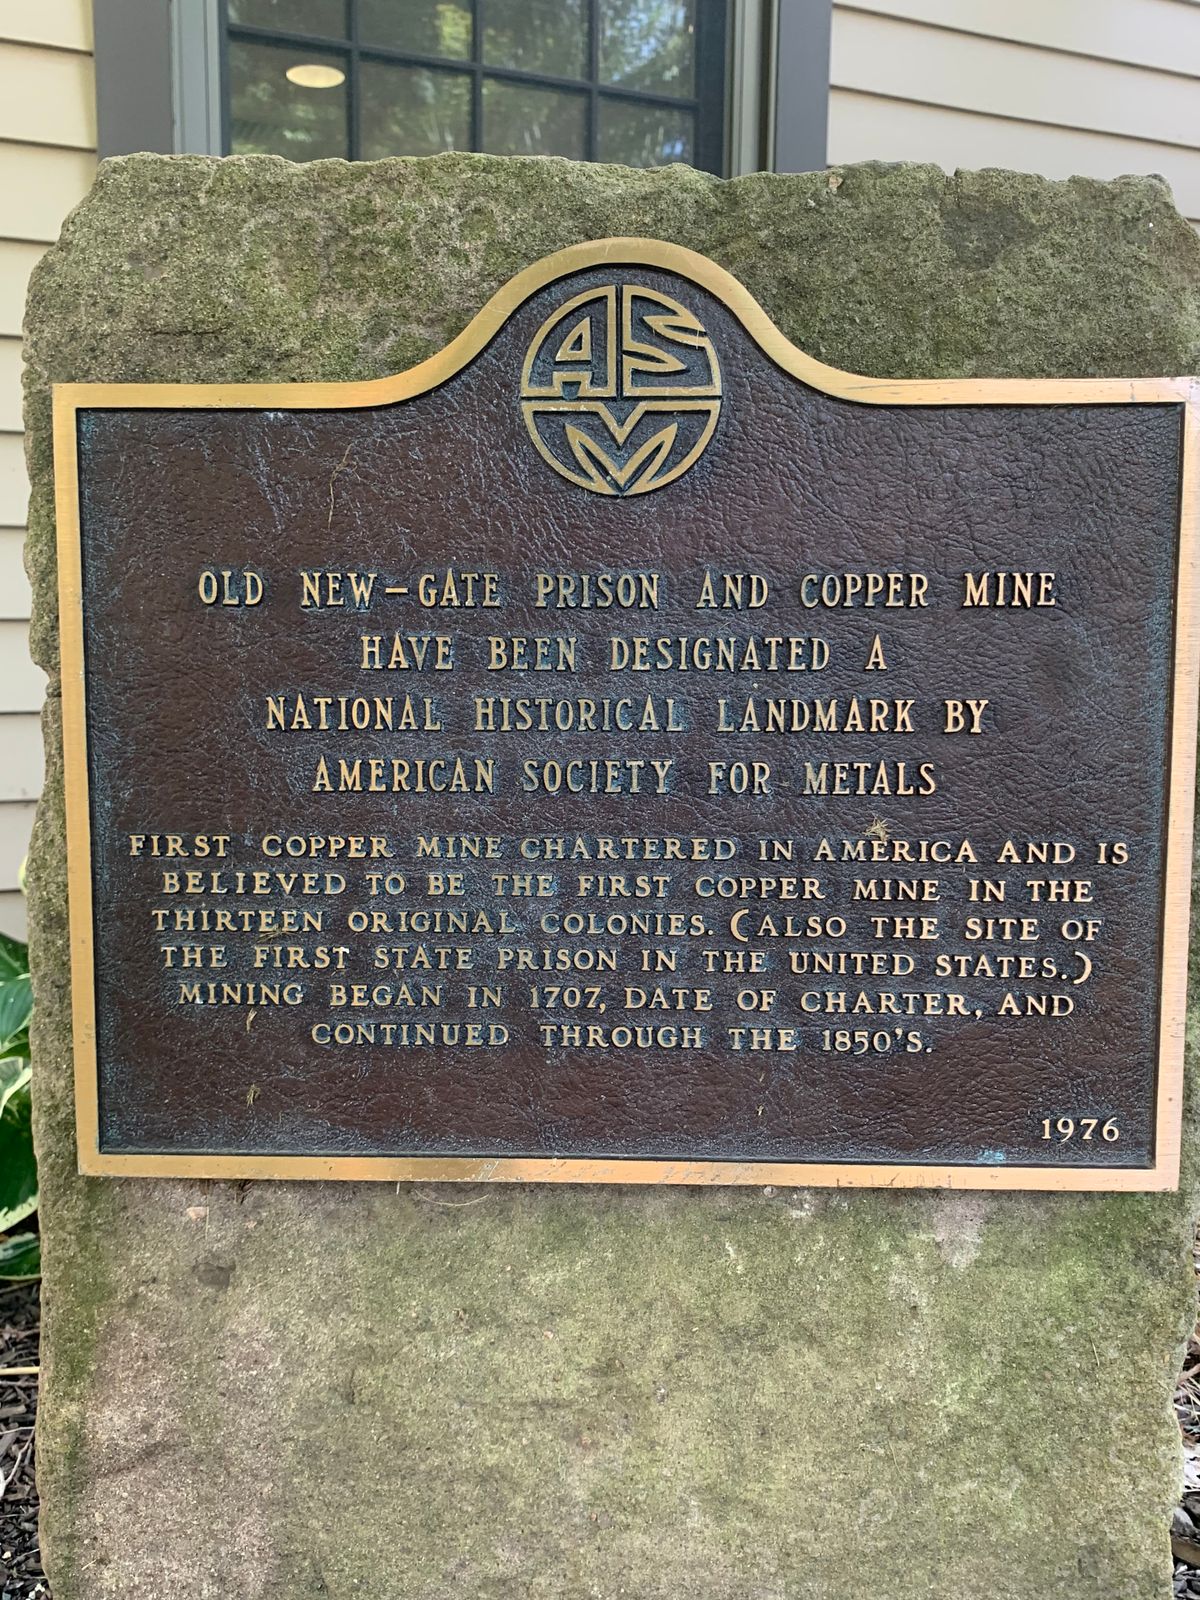 ASM
OLD NEW-GATE PRISON AND COPPER MINE
HAVE BEEN DESIGNATED A
NATIONAL HISTORICAL LANDMARK BY
AMERICAN SOCIETY FOR METALS
FIRST COPPER MINE CHARTERED IN AMERICA AND IS
BELIEVED TO BE THE FIRST COPPER MINE IN THE
THIRTEEN ORIGINAL COLONIES. (ALSO THE SITE OF
THE FIRST STATE PRISON IN THE UNITED STATES.)
MINING BEGAN IN 1707, DATE OF CHARTER, AND
CONTINUED THROUGH THE 1850'S.
1976